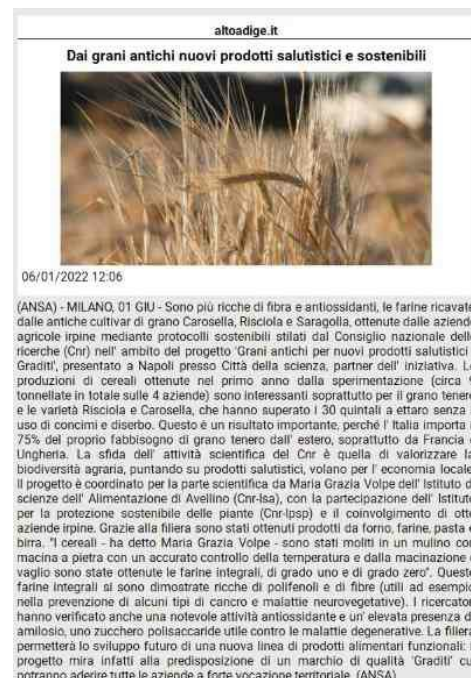 altoadige.it
Dai grani antichi nuovi prodotti salutistici e sostenibili
06/01/2022 12:06
(ANSA) - MILANO, 01 GIU - Sono più ricche di fibra e antiossidanti, le farine ricavate
dalle antiche cultivar di grano Carosella, Risciola e Saragolla, ottenute dalle aziende
agricole irpine mediante protocolli sostenibili stilati dal Consiglio nazionale delle
ricerche (Cnr) nell' ambito del progetto 'Grani antichi per nuovi prodotti salutistici -
Graditi', presentato a Napoli presso Città della scienza, partner dell' iniziativa. Le
produzioni di cereali ottenute nel primo anno dalla sperimentazione (circa
tonnellate in totale sulle 4 aziende) sono interessanti soprattutto per il grano tenero
e le varietà Risciola e Carosella, che hanno superato i 30 quintali a ettaro senza l'
uso di concimi e diserbo. Questo è un risultato importante, perché l' Italia importa il
75% del proprio fabbisogno di grano tenero dall' estero, soprattutto da Francia e
Ungheria. La sfida dell' attività scientifica del Cnr è quella di valorizzare la
biodiversità agraria, puntando su prodotti salutistici, volano per l' economia locale.
Il progetto è coordinato per la parte scientifica da Maria Grazia Volpe dell' Istituto di
scienze dell' Alimentazione di Avellino (Cnr-Isa), con la partecipazione dell' Istituto
per la protezione sostenibile delle piante (Cnr-Ipsp) e il coinvolgimento di otto
aziende irpine. Grazie alla filiera sono stati ottenuti prodotti da forno, farine, pasta e
birra. "I cereali - ha detto Maria Grazia Volpe - sono stati moliti in un mulino con
macina a pietra con un accurato controllo della temperatura e dalla macinazione e
vaglio sono state ottenute le farine integrali, di grado uno e di grado zero". Queste
farine integrali si sono dimostrate ricche di polifenoli e di fibre (utili ad esempio
nella prevenzione di alcuni tipi di cancro e malattie neurovegetative). I ricercatori
hanno verificato anche una notevole attività antiossidante e un' elevata presenza di
amilosio, uno zucchero polisaccaride utile contro le malattie degenerative. La filiera
permetterà lo sviluppo futuro di una nuova linea di prodotti alimentari funzionali: il
progetto mira infatti alla predisposizione di un marchio di qualità 'Graditi' cui
potranno aderire tutte le aziende a forte vocazione territoriale. (ANSA).